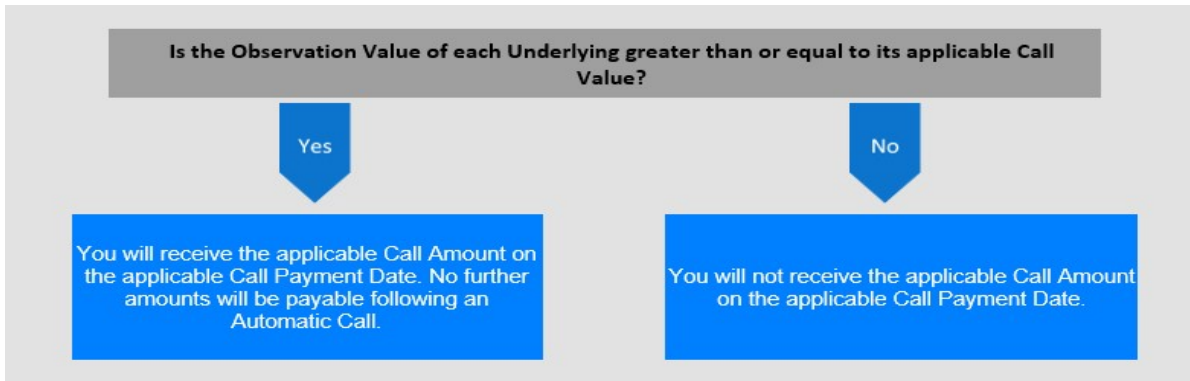 Is the Observation Value of each Underlying greater than or equal to its applicable Call
Value?
Yes
No
You will receive the applicable Call Amount on
the applicable Call Payment Date. No further
amounts will be payable following an
Automatic Call.
You will not receive the applicable Call Amount
on the applicable Call Payment Date.